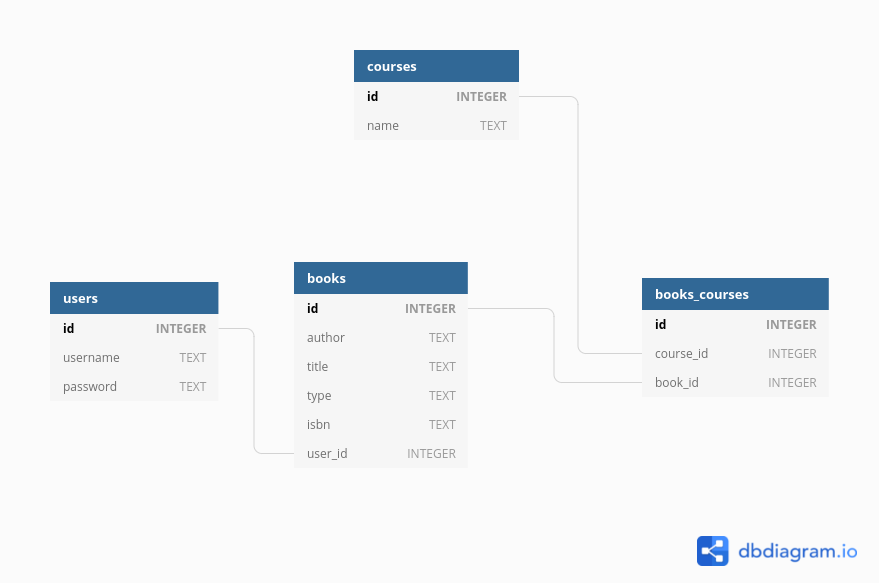 courses
id INTEGER
name TEXT
users
id INTEGER
username TEXT
password TEXT
books
id INTEGER
author TEXT
title TEXT
type TEXT
isbn TEXT
user_id INTEGER
books_courses
id INTEGER
course_id INTEGER
book_id INTEGER
dbdiagram.io